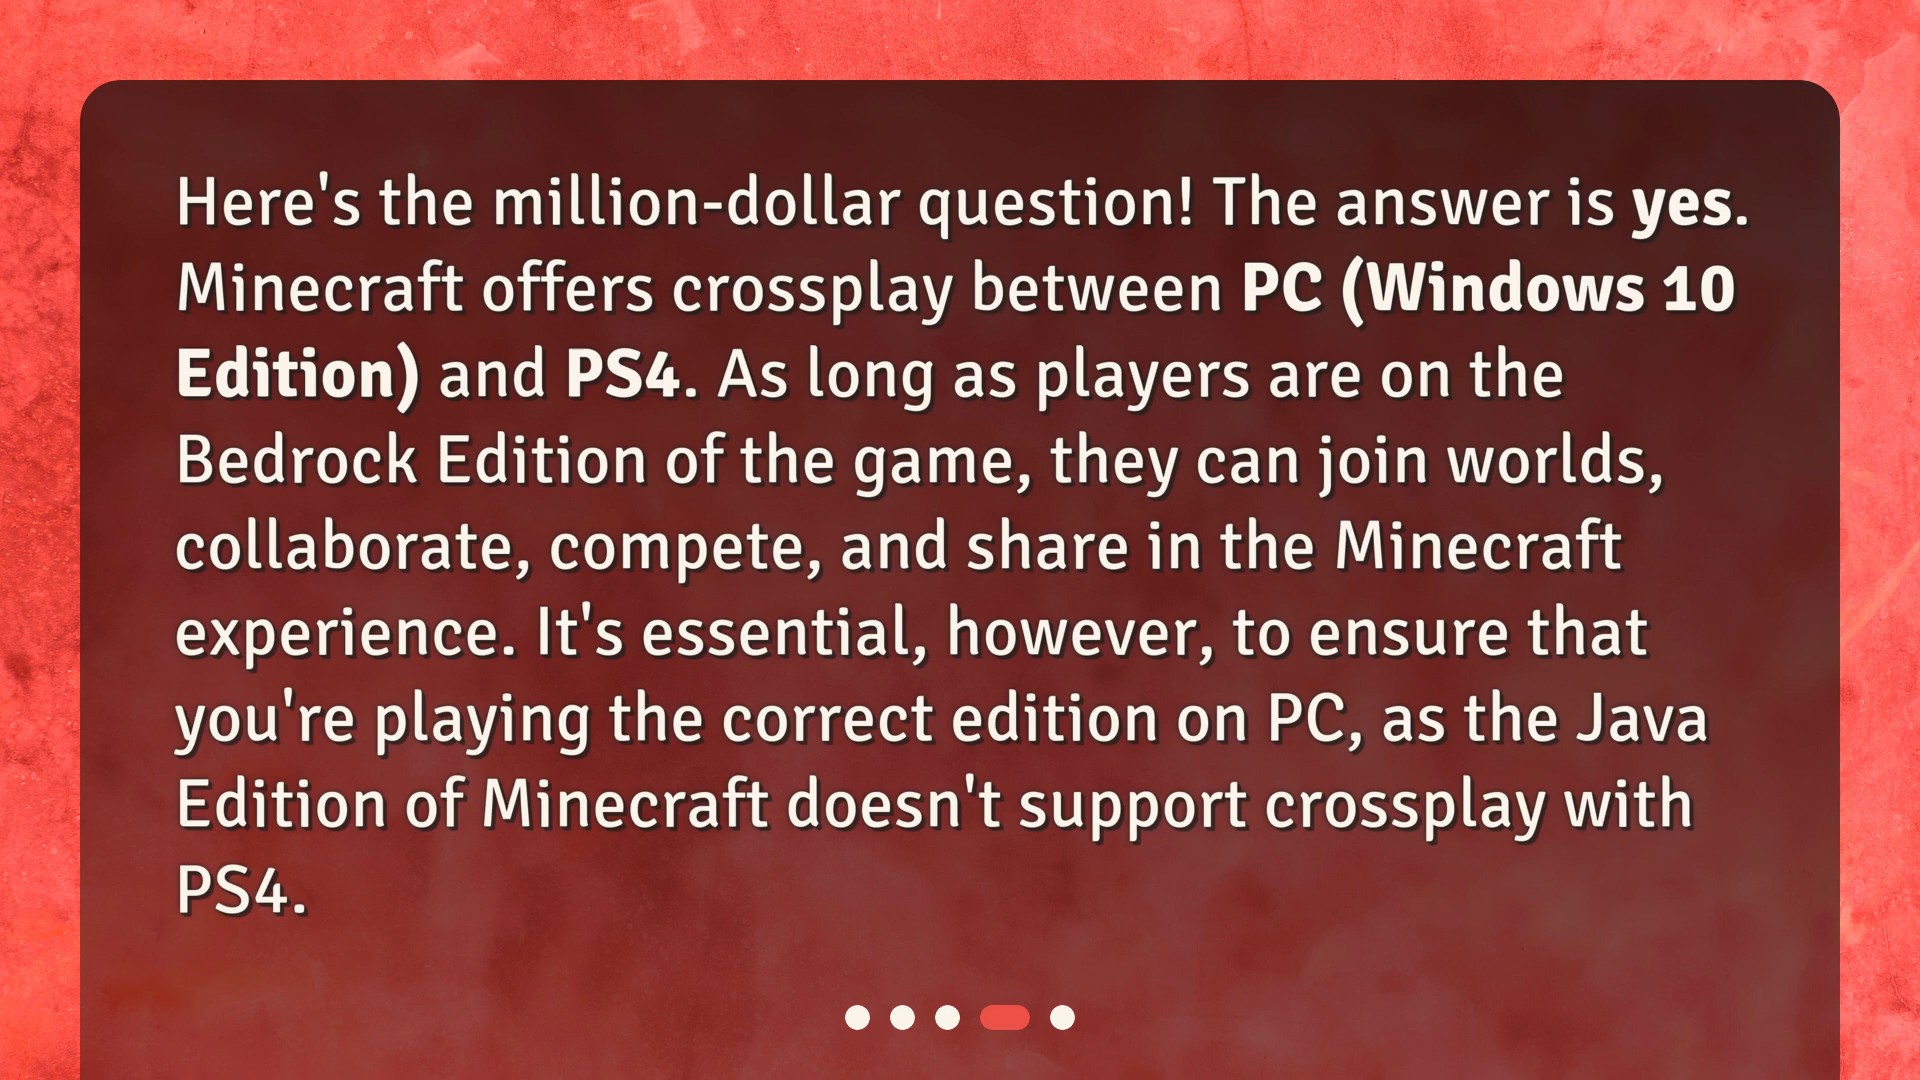 Here's the million-dollar question! The answer is yes.
Minecraft offers crossplay between PC (Windows 10
Edition) and PS4. As long as players are on the
Bedrock Edition of the game, they can join worlds,
collaborate, compete, and share in the Minecraft
experience. It's essential, however, to ensure that
you're playing the correct edition on PC, as the Java
Edition of Minecraft doesn't support crossplay with
PS4.